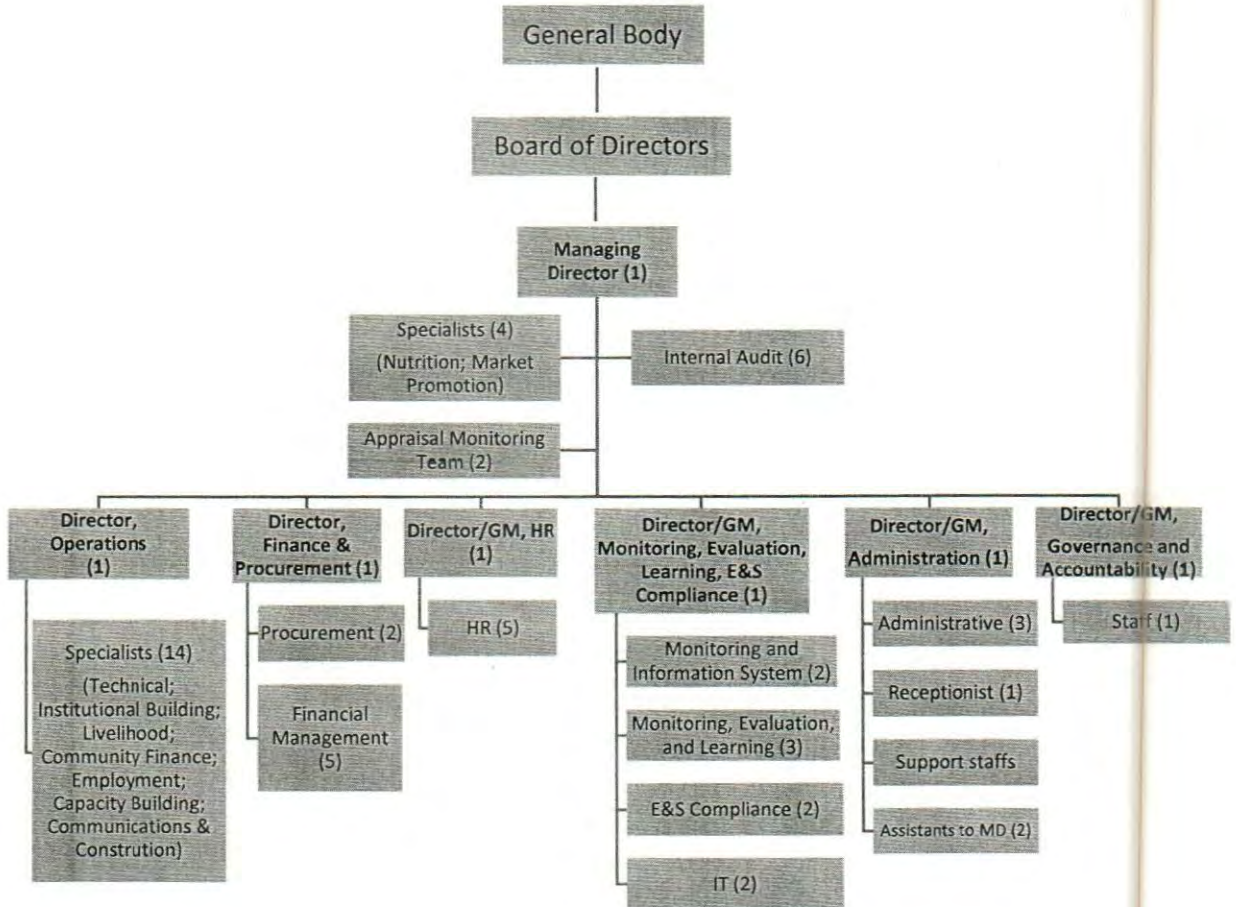 General Body
Board of Directors
Managing
Director (1)
Specialists (4)
(Nutrition; Market
Promotion)
Internal Audit (6)
Appraisal Monitoring
Team (2)
Director,
Operations
(1)
Specialists (14)
(Technical;
Institutional Building;
Livelihood;
Community Finance;
Employment;
Capacity Building;
Communications &
Constrution)
Director,
Finance &
Procurement (1)
Procurement (2)
Financial
Management
(5)
Director/GM, HR
(1)
HR (5)
Director/GM,
Monitoring, Evaluation,
Learning, E&S
Compliance (1)
Monitoring and
Information System (2)
Monitoring, Evaluation,
and Learning (3)
E&S Compliance (2)
IT (2)
Director/GM,
Administration (1)
Administrative (3)
Receptionist (1)
Support staffs
Assistants to MD (2)
Director/GM,
Governance and
Accountability (1)
Staff (1)